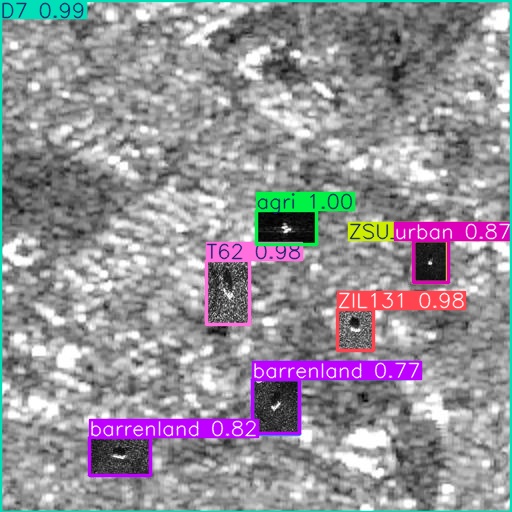 D7 0.99
agri 1.00
ZSU
urban 0.87
T62 0.98
ZIL131 0.98
barrenland 0.77
barrenland 0.82